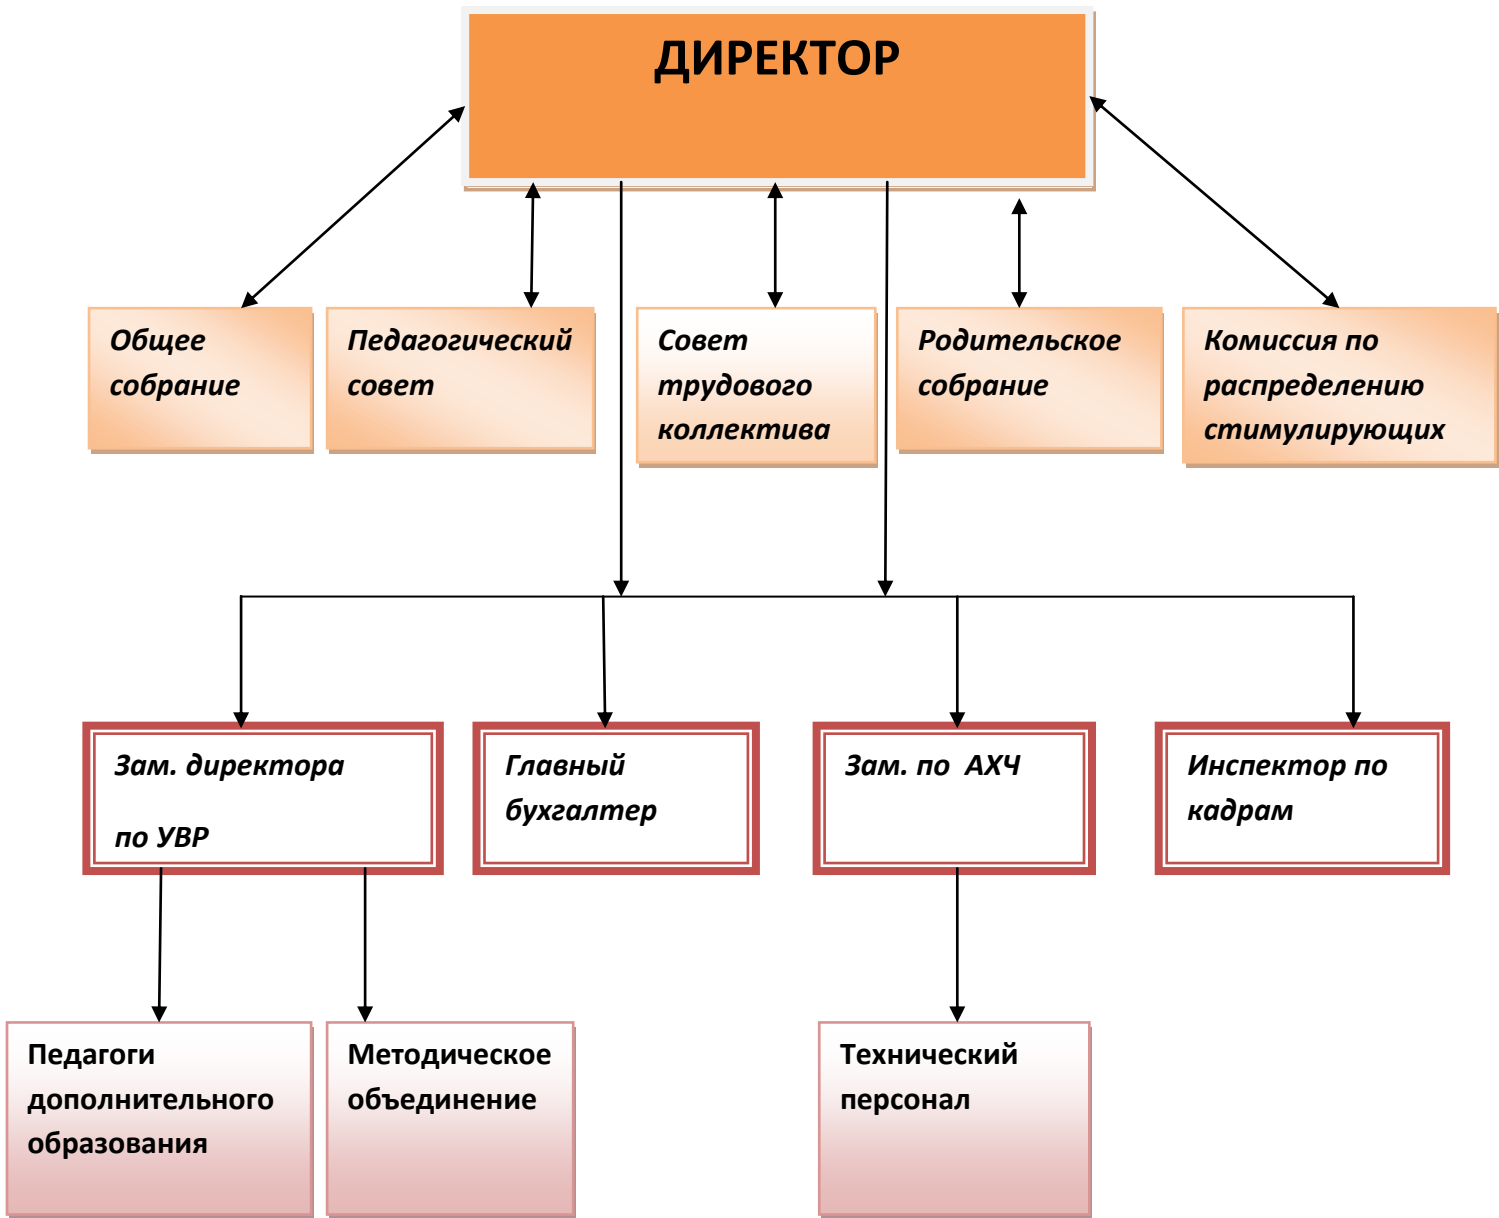 ДИРЕКТОР
Общее
собрание
Педагогический
совет
Совет
трудового
коллектива
Родительское
собрание
Комиссия по
распределению
стимулирующих
Зам. директора
по УВР
Главный
бухгалтер
Зам. по  АХЧ
Инспектор по
кадрам
Педагоги
дополнительного
образования
Методическое
объединение
Технический
персонал